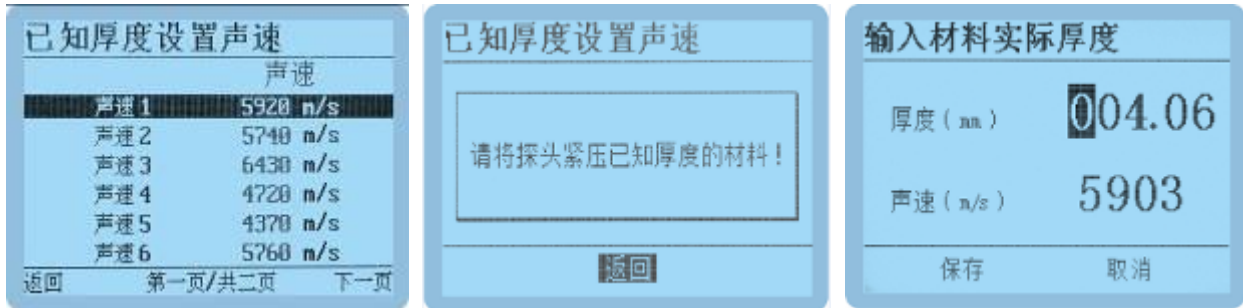 已知厚度设置声速
声速
声速1 5920 m/s
声速2 5740 m/s
声速3 6430 m/s
声速4 4720 m/s
声速5 4370 m/s
声速6 5760 m/s
返回 第一页/共二页 下一页
已知厚度设置声速
请将探头紧压已知厚度的材料！
返回
输入材料实际厚度
厚度（mm） 004.06
声速（m/s） 5903
保存 取消